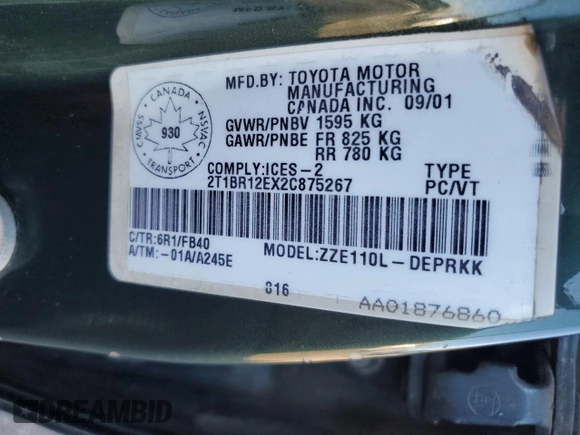 MFD.BY: TOYOTA MOTOR
MANUFACTURING
CANADA INC. 09/01
GVWR/PNBV 1595 KG
GAWR/PNBE FR 825 KG
RR 780 KG
CANADA
CMVSS
930
NSVAC
TRANSPORT
COMPLY:ICES-2
TYPE
2T1BR12EX2C875267
PC/VT
C/TR:6R1/FB40
MODEL:ZZE110L-DEPRKK
A/TM:-01A/A245E
816
AA01876860
DREAMBID